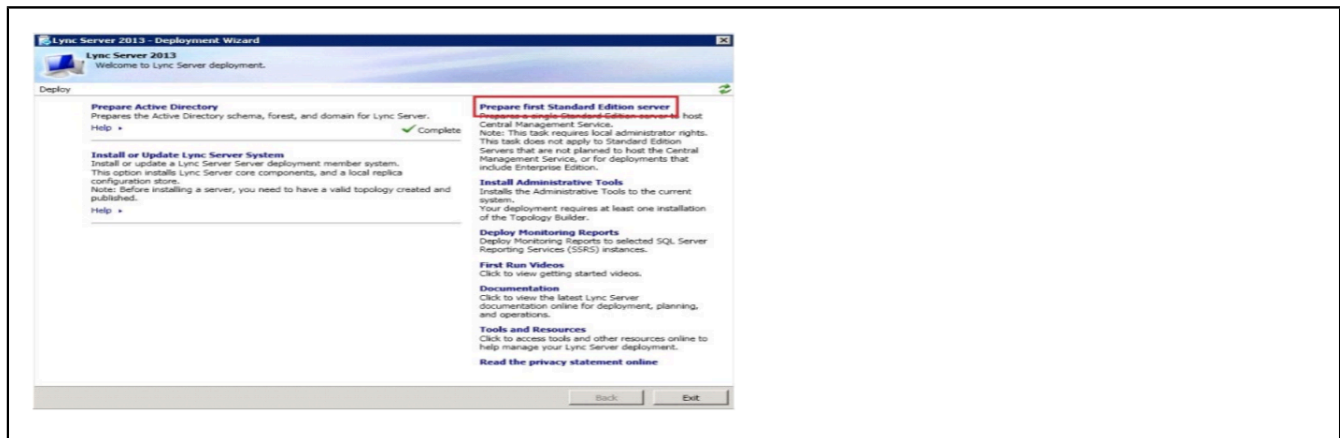 Lync Server 2013 - Deployment Wizard
Lync Server 2013
Welcome to Lync Server deployment.
Deploy
Prepare Active Directory
Prepares the Active Directory schema, forest, and domain for Lync Server.
Help
Complete
Install or Update Lync Server System
Install or update a Lync Server Server deployment member system.
This option installs Lync Server core components, and a local replica
configuration store.
Note: Before installing a server, you need to have a valid topology created and
published.
Help
Prepare first Standard Edition server
Prepares a single Standard Edition server to host
Central Management Service.
Note: This task requires local administrator rights.
This task does not apply to Standard Edition
Servers that are not planned to host the Central
Management Service, or for deployments that
include Enterprise Edition.
Install Administrative Tools
Installs the Administrative Tools to the current
system.
Your deployment requires at least one installation
of the Topology Builder.
Deploy Monitoring Reports
Deploy Monitoring Reports to selected SQL Server
Reporting Services (SSRS) instances.
First Run Videos
Click to view getting started videos.
Documentation
Click to view the latest Lync Server
documentation online for deployment, planning,
and operations.
Tools and Resources
Click to access tools and other resources online to
help manage your Lync Server deployment.
Read the privacy statement online
Back
Exit